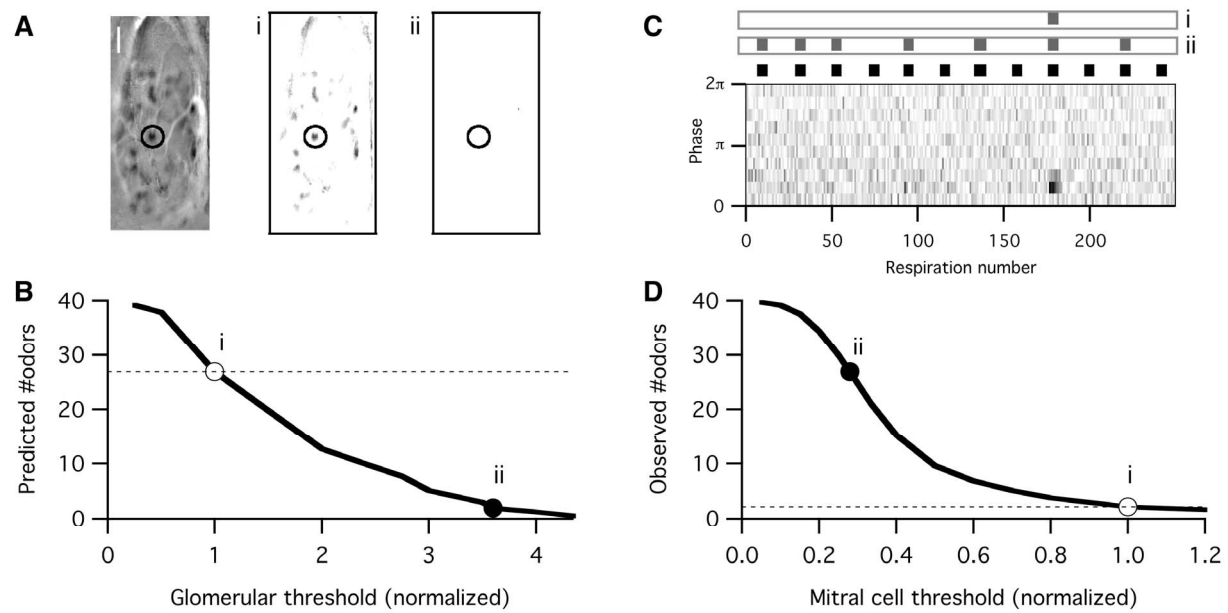 A
i
ii
B
Predicted #odors
40
30
20
10
0
i
ii
0 1 2 3 4
Glomerular threshold (normalized)
C
i
ii
Phase
2π
π
0
0 50 100 150 200
Respiration number
D
Observed #odors
40
30
20
10
0
ii
i
0.0 0.2 0.4 0.6 0.8 1.0 1.2
Mitral cell threshold (normalized)